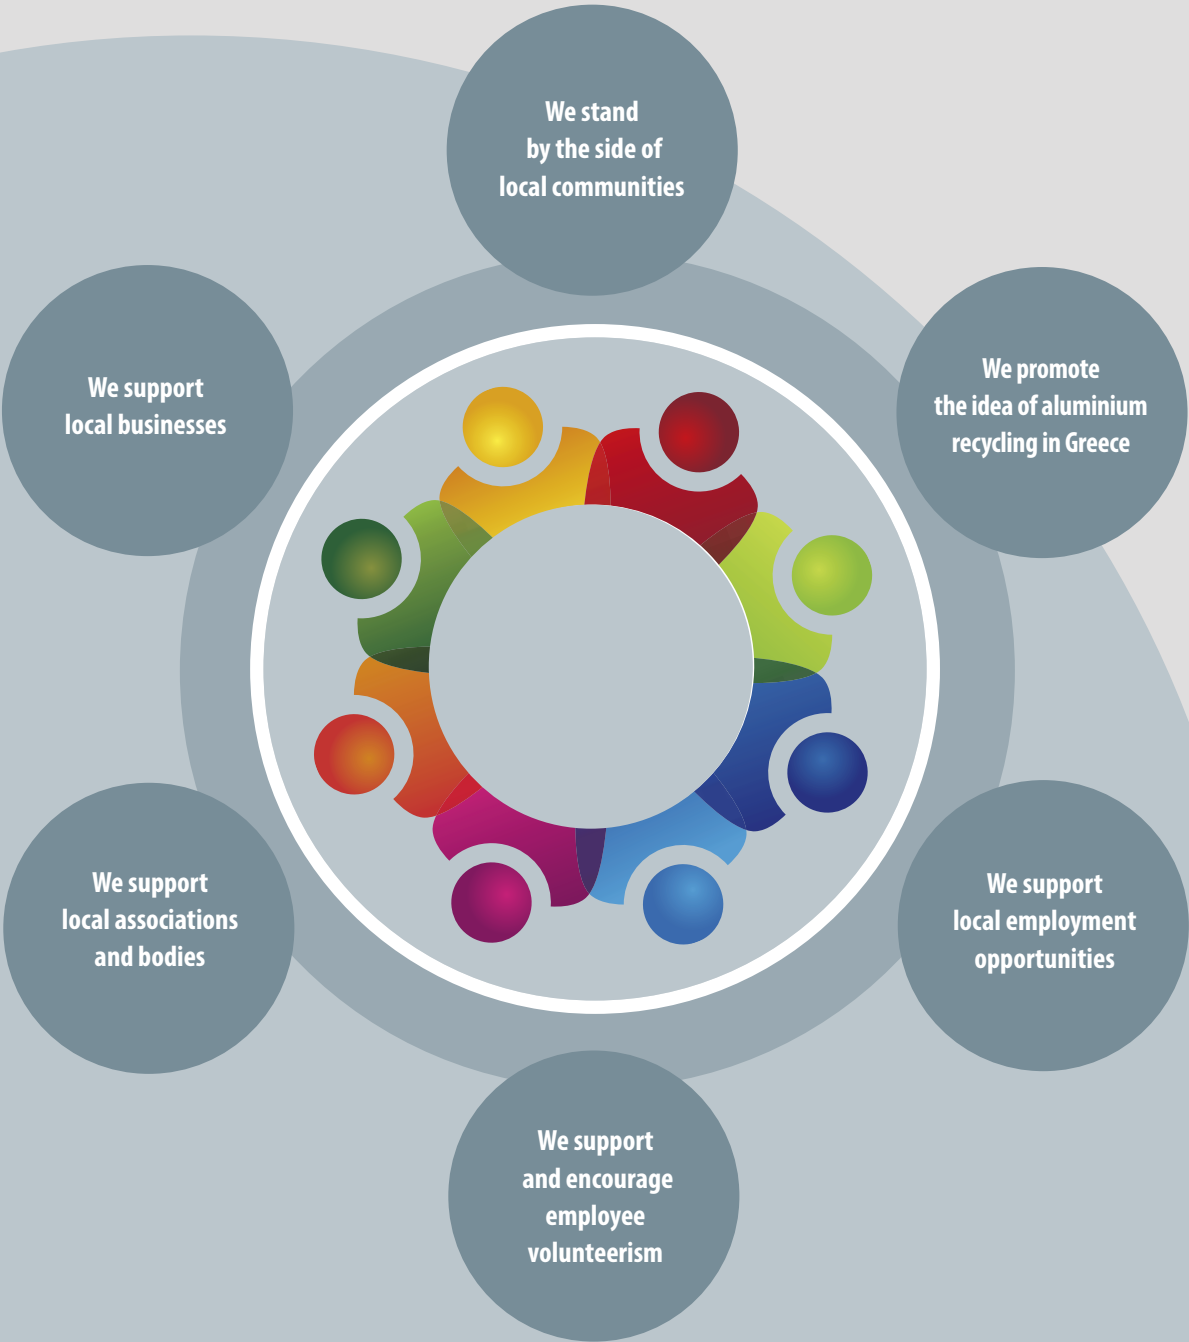 We stand
by the side of
local communities
We support
local businesses
We promote
the idea of aluminium
recycling in Greece
We support
local associations
and bodies
We support
local employment
opportunities
We support
and encourage
employee
volunteerism